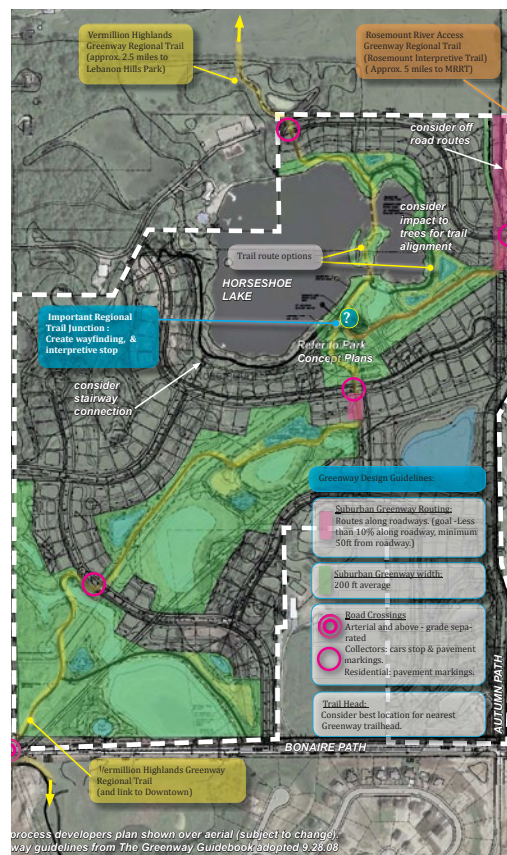 Vermillion Highlands
Greenway Regional Trail
(approx. 2.5 miles to
Lebanon Hills Park)
Rosemount River Access
Greenway Regional Trail
(Rosemount Interpretive Trail)
( Approx. 5 miles to MRRT)
consider off
road routes
consider
impact to
trees for trail
alignment
Trail route options
HORSESHOE
LAKE
Important Regional
Trail Junction :
Create wayfinding, &
interpretive stop
?
Refer to Park
Concept Plans
consider
stairway
connection
Greenway Design Guidelines:
Suburban Greenway Routing:
Routes along roadways. (goal -Less
than 10% along roadway, minimum
50ft from roadway.)
Suburban Greenway width:
200 ft average
Road Crossings
Arterial and above - grade sepa-
rated
Collectors: cars stop & pavement
markings.
Residential: pavement markings.
Trail Head:
Consider best location for nearest
Greenway trailhead.
AUTUMN PATH
BONAIRE PATH
Vermillion Highlands Greenway
Regional Trail
(and link to Downtown)
process developers plan shown over aerial (subject to change).
way guidelines from The Greenway Guidebook adopted 9.28.08